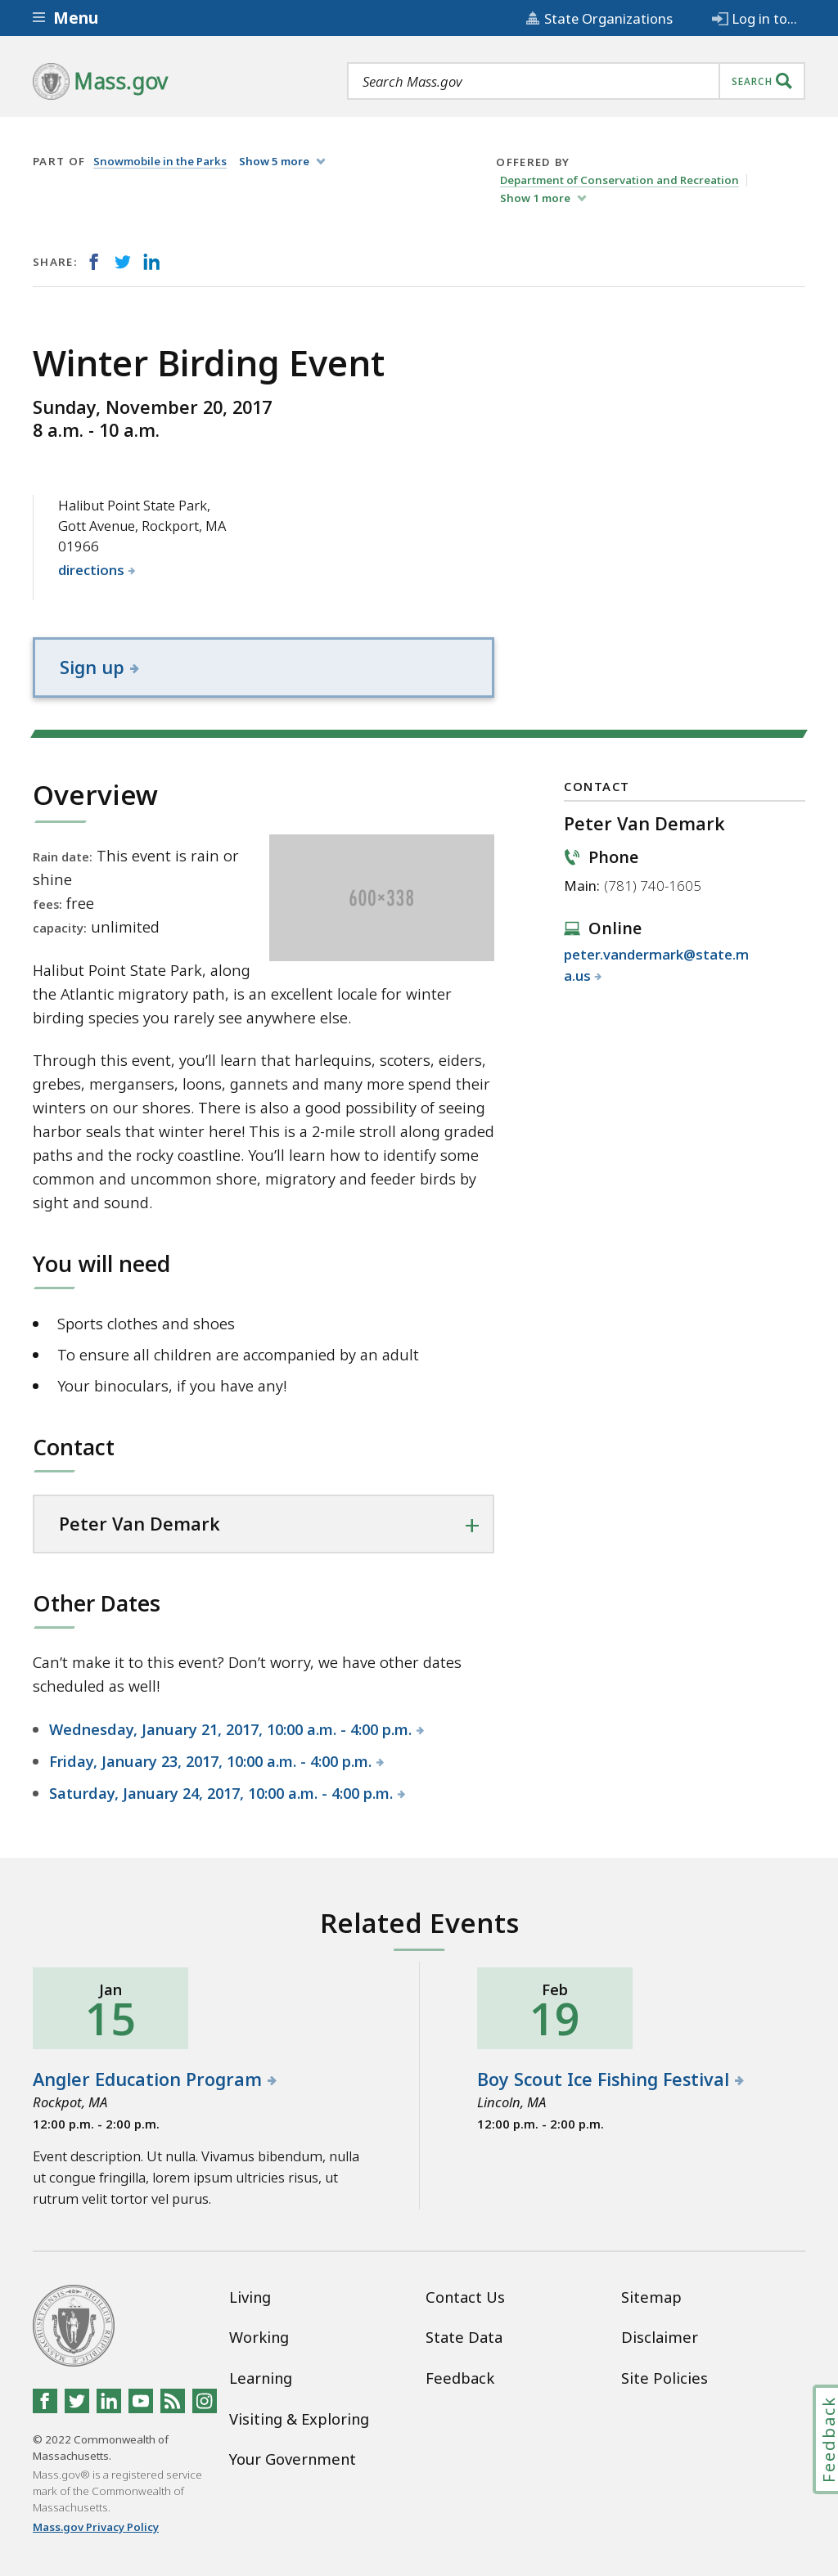 Menu
State Organizations
Log in to...
Mass.gov
Search Mass.gov
SEARCH
PART OF Snowmobile in the Parks Show 5 more
OFFERED BY
Department of Conservation and Recreation
Show 1 more
SHARE:
Winter Birding Event
Sunday, November 20, 2017
8 a.m. - 10 a.m.
Halibut Point State Park,
Gott Avenue, Rockport, MA
01966
directions
Sign up
Overview
Rain date: This event is rain or
shine
fees: free
capacity: unlimited
600×338
Halibut Point State Park, along
the Atlantic migratory path, is an excellent locale for winter
birding species you rarely see anywhere else.
Through this event, you’ll learn that harlequins, scoters, eiders,
grebes, mergansers, loons, gannets and many more spend their
winters on our shores. There is also a good possibility of seeing
harbor seals that winter here! This is a 2-mile stroll along graded
paths and the rocky coastline. You’ll learn how to identify some
common and uncommon shore, migratory and feeder birds by
sight and sound.
You will need
Sports clothes and shoes
To ensure all children are accompanied by an adult
Your binoculars, if you have any!
Contact
Peter Van Demark
Other Dates
Can’t make it to this event? Don’t worry, we have other dates
scheduled as well!
Wednesday, January 21, 2017, 10:00 a.m. - 4:00 p.m.
Friday, January 23, 2017, 10:00 a.m. - 4:00 p.m.
Saturday, January 24, 2017, 10:00 a.m. - 4:00 p.m.
CONTACT
Peter Van Demark
Phone
Main: (781) 740-1605
Online
peter.vandermark@state.m
a.us
Related Events
Jan
15
Angler Education Program
Rockpot, MA
12:00 p.m. - 2:00 p.m.
Event description. Ut nulla. Vivamus bibendum, nulla
ut congue fringilla, lorem ipsum ultricies risus, ut
rutrum velit tortor vel purus.
Feb
19
Boy Scout Ice Fishing Festival
Lincoln, MA
12:00 p.m. - 2:00 p.m.
© 2022 Commonwealth of
Massachusetts.
Mass.gov® is a registered service
mark of the Commonwealth of
Massachusetts.
Mass.gov Privacy Policy
Living
Working
Learning
Visiting & Exploring
Your Government
Contact Us
State Data
Feedback
Sitemap
Disclaimer
Site Policies
Feedback